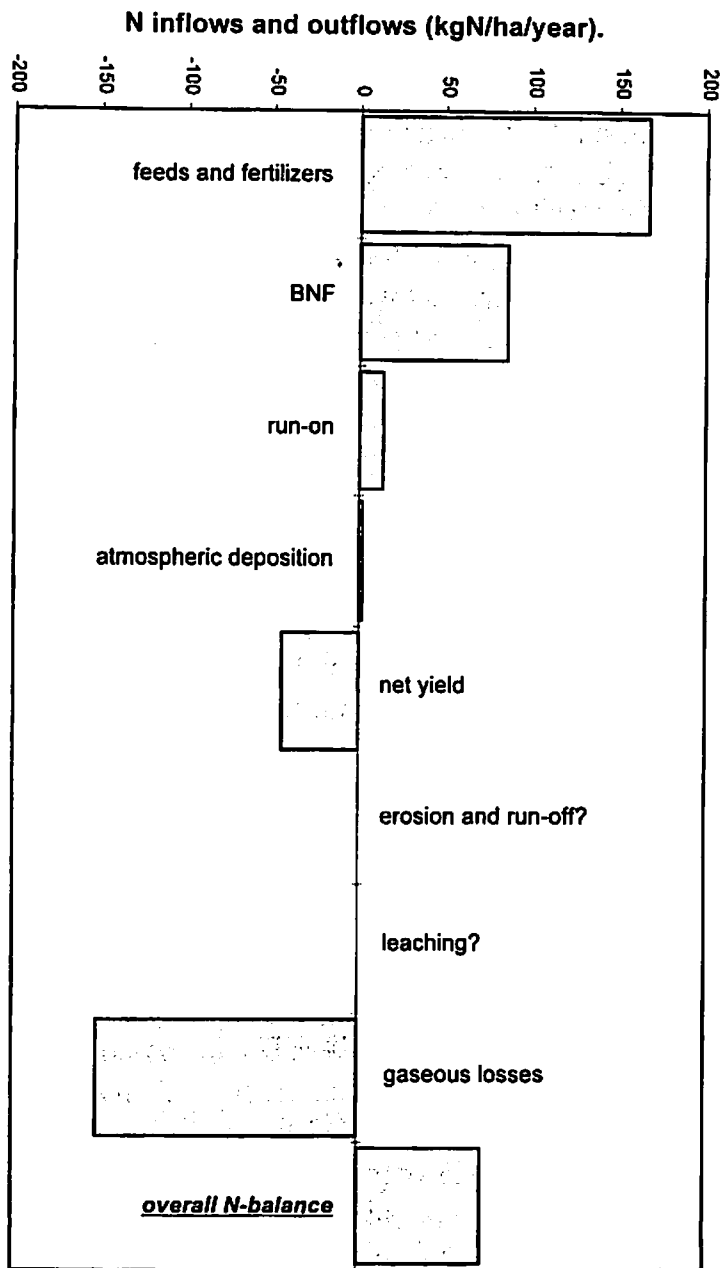 N inflows and outflows (kgN/ha/year).
-200
-150
-100
-50
0
50
100
150
200
feeds and fertilizers
BNF
run-on
atmospheric deposition
net yield
erosion and run-off?
leaching?
gaseous losses
overall N-balance